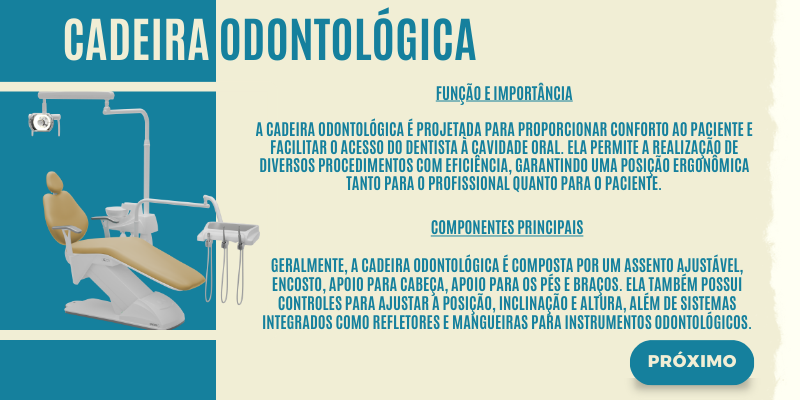 CADEIRA ODONTOLÓGICA
FUNÇÃO E IMPORTÂNCIA
A CADEIRA ODONTOLÓGICA É PROJETADA PARA PROPORCIONAR CONFORTO AO PACIENTE E
FACILITAR O ACESSO DO DENTISTA À CAVIDADE ORAL. ELA PERMITE A REALIZAÇÃO DE
DIVERSOS PROCEDIMENTOS COM EFICIÊNCIA, GARANTINDO UMA POSIÇÃO ERGONÔMICA
TANTO PARA O PROFISSIONAL QUANTO PARA O PACIENTE.
COMPONENTES PRINCIPAIS
GERALMENTE, A CADEIRA ODONTOLÓGICA É COMPOSTA POR UM ASSENTO AJUSTÁVEL,
ENCOSTO, APOIO PARA CABEÇA, APOIO PARA OS PÉS E BRAÇOS. ELA TAMBÉM POSSUI
CONTROLES PARA AJUSTAR A POSIÇÃO, INCLINAÇÃO E ALTURA, ALÉM DE SISTEMAS
INTEGRADOS COMO REFLETORES E MANGUEIRAS PARA INSTRUMENTOS ODONTOLÓGICOS.
PRÓXIMO